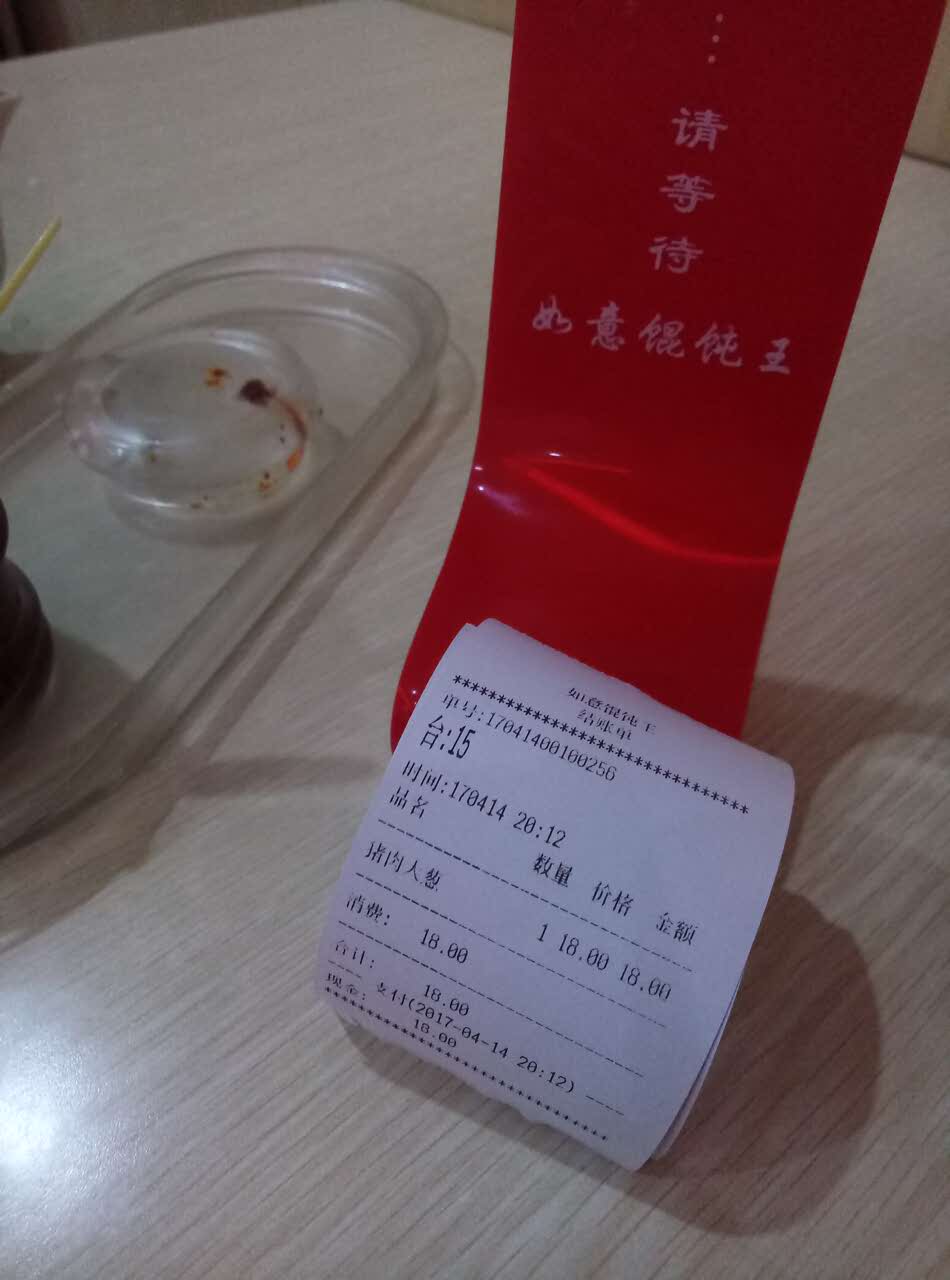 请等待
如意馄饨王
如意馄饨王
结账单
***************************
单号:17041400100256
台:15
时间:170414 20:12
品名 数量 价格 金额
猪肉大葱 1 18.00 18.00
消费: 18.00
合计: 18.00
---- 支付(2017-04-14 20:12) ----
现金: 18.00
***************************